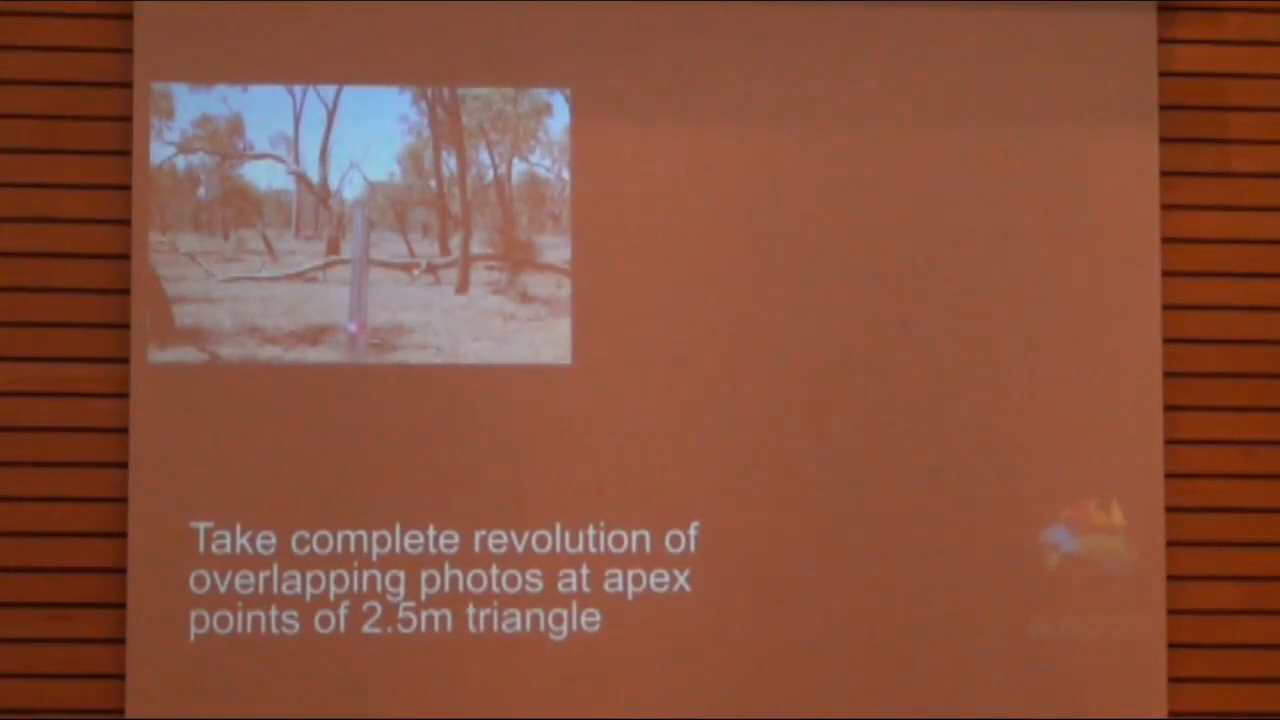 Take complete revolution of
overlapping photos at apex
points of 2.5m triangle